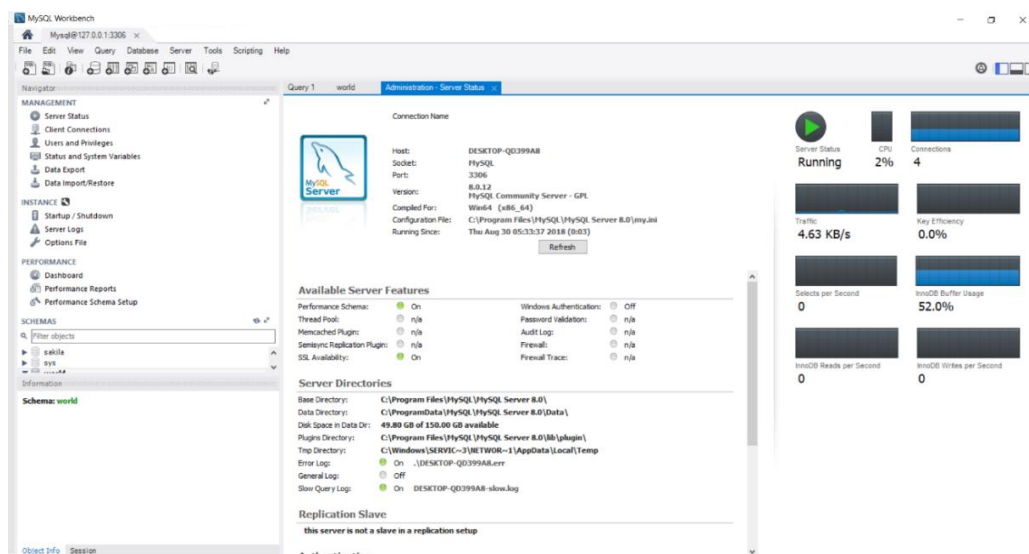 MySQL Workbench
Mysql@127.0.0.1:3306 ×
File Edit View Query Database Server Tools Scripting Help
Navigator
MANAGEMENT
Server Status
Client Connections
Users and Privileges
Status and System Variables
Data Export
Data Import/Restore
INSTANCE
Startup / Shutdown
Server Logs
Options File
PERFORMANCE
Dashboard
Performance Reports
Performance Schema Setup
SCHEMAS
Filter objects
sakila
sys
world
Information
Schema: world
Object Info Session
Query 1 world Administration - Server Status ×
Connection Name
MySQL
Server
Host: DESKTOP-QD399A8
Socket: MySQL
Port: 3306
Version: 8.0.12
MySQL Community Server - GPL
Compiled For: Win64 (x86_64)
Configuration File: C:\Program Files\MySQL\MySQL Server 8.0\my.ini
Running Since: Thu Aug 30 05:33:37 2018 (0:03)
Refresh
Available Server Features
Performance Schema: On Windows Authentication: Off
Thread Pool: n/a Password Validation: n/a
Memcached Plugin: n/a Audit Log: n/a
Semisync Replication Plugin: n/a Firewall: n/a
SSL Availability: On Firewall Trace: n/a
Server Directories
Base Directory: C:\Program Files\MySQL\MySQL Server 8.0\
Data Directory: C:\ProgramData\MySQL\MySQL Server 8.0\Data\
Disk Space in Data Dir: 49.80 GB of 150.00 GB available
Plugins Directory: C:\Program Files\MySQL\MySQL Server 8.0\lib\plugin\
Tmp Directory: C:\Windows\SERVIC~3\NETWOR~1\AppData\Local\Temp
Error Log: On .\DESKTOP-QD399A8.err
General Log: Off
Slow Query Log: On DESKTOP-QD399A8-slow.log
Replication Slave
this server is not a slave in a replication setup
Server Status CPU Connections
Running 2% 4
Traffic Key Efficiency
4.63 KB/s 0.0%
Selects per Second InnoDB Buffer Usage
0 52.0%
InnoDB Reads per Second InnoDB Writes per Second
0 0